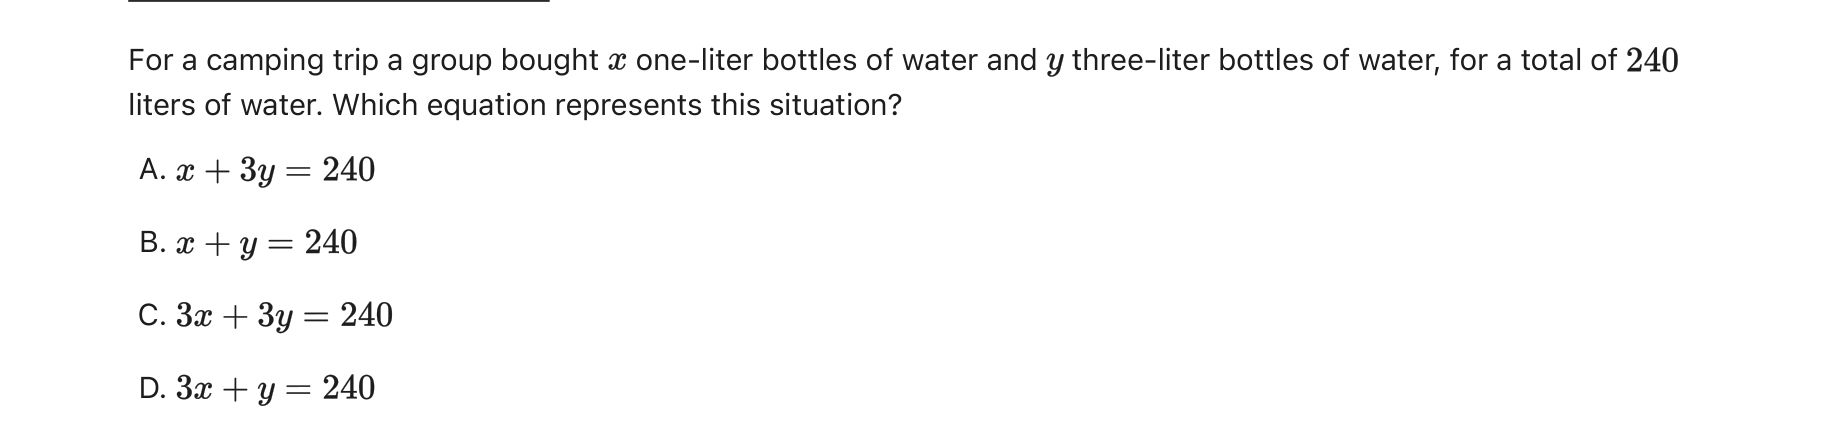 For a camping trip a group bought x one-liter bottles of water and y three-liter bottles of water, for a total of 240
liters of water. Which equation represents this situation?
A. x + 3y = 240
B. x + y = 240
C. 3x + 3y = 240
D. 3x + y = 240